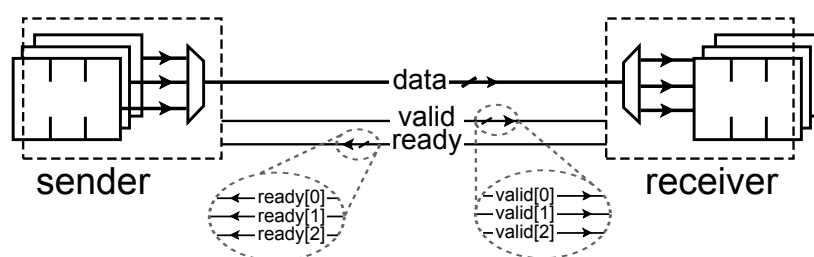 data
valid
ready
sender
receiver
ready[0]
ready[1]
ready[2]
valid[0]
valid[1]
valid[2]